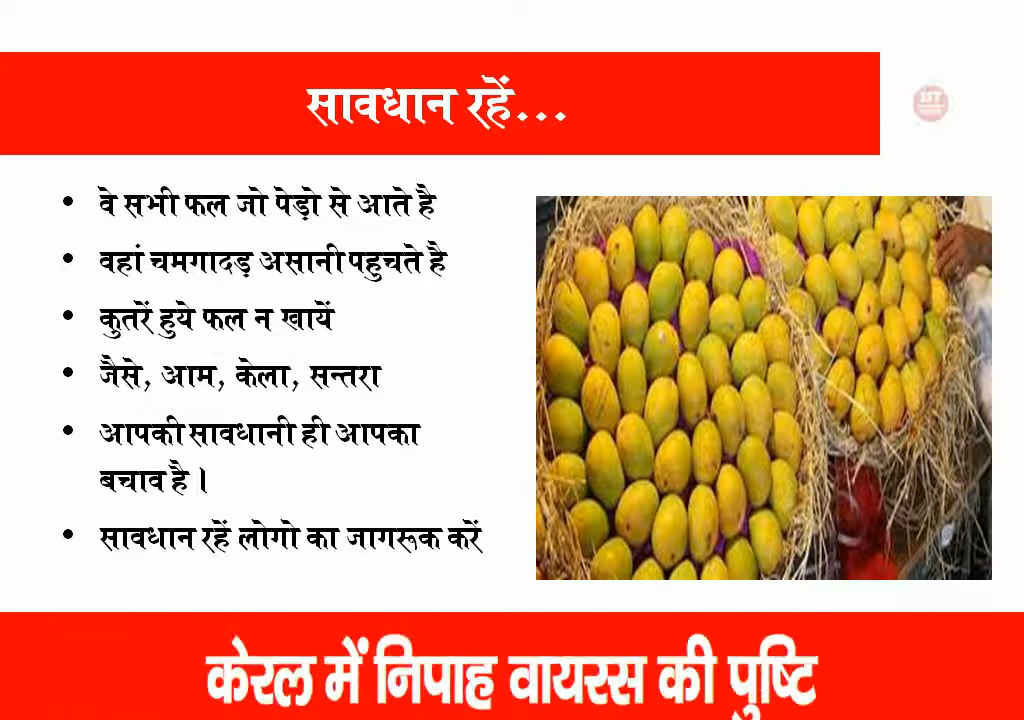 सावधान रहें...
• वे सभी फल जो पेड़ो से आते है
• वहां चमगादड़ असानी पहुचते है
• कुतरें हुये फल न खायें
• जैसे, आम, केला, सन्तरा
• आपकी सावधानी ही आपका
बचाव है ।
• सावधान रहें लोगो का जागरूक करें
केरल में निपाह वायरस की पुष्टि